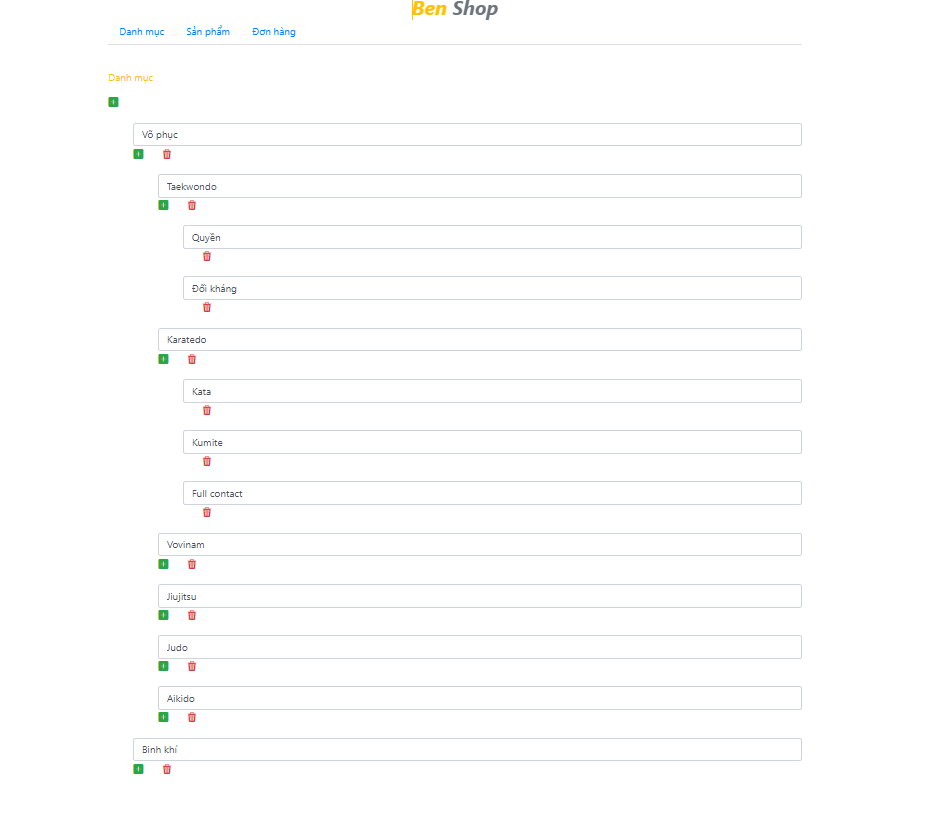 Ben Shop
Danh mục Sản phẩm Đơn hàng
Danh mục
Võ phục
Taekwondo
Quyền
Đối kháng
Karatedo
Kata
Kumite
Full contact
Vovinam
Jiujitsu
Judo
Aikido
Binh khí